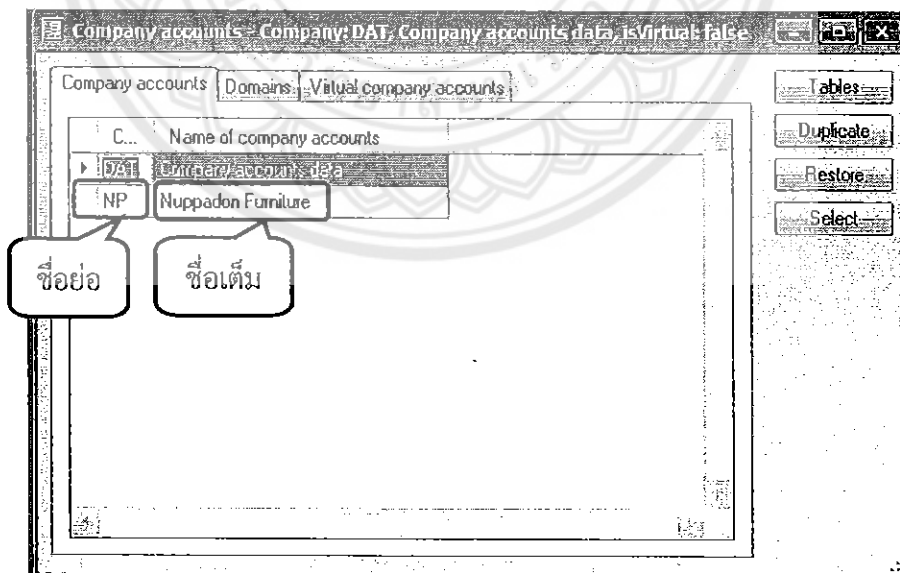 Company accounts - Company: DAT, Company accounts data, isVirtual: false
Company accounts Domains Virtual company accounts
Tables
Duplicate
Restore
Select
C... Name of company accounts
DAT Company accounts data
NP Nuppadon Furniture
ชื่อย่อ ชื่อเต็ม